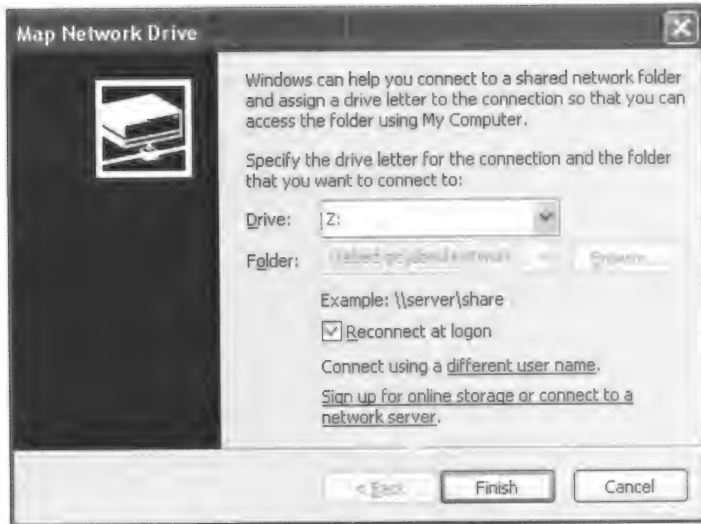 Map Network Drive
Windows can help you connect to a shared network folder
and assign a drive letter to the connection so that you can
access the folder using My Computer.
Specify the drive letter for the connection and the folder
that you want to connect to:
Drive: Z:
Folder:
Example: \\server\share
Reconnect at logon
Connect using a different user name.
Sign up for online storage or connect to a
network server.
< Back Finish Cancel